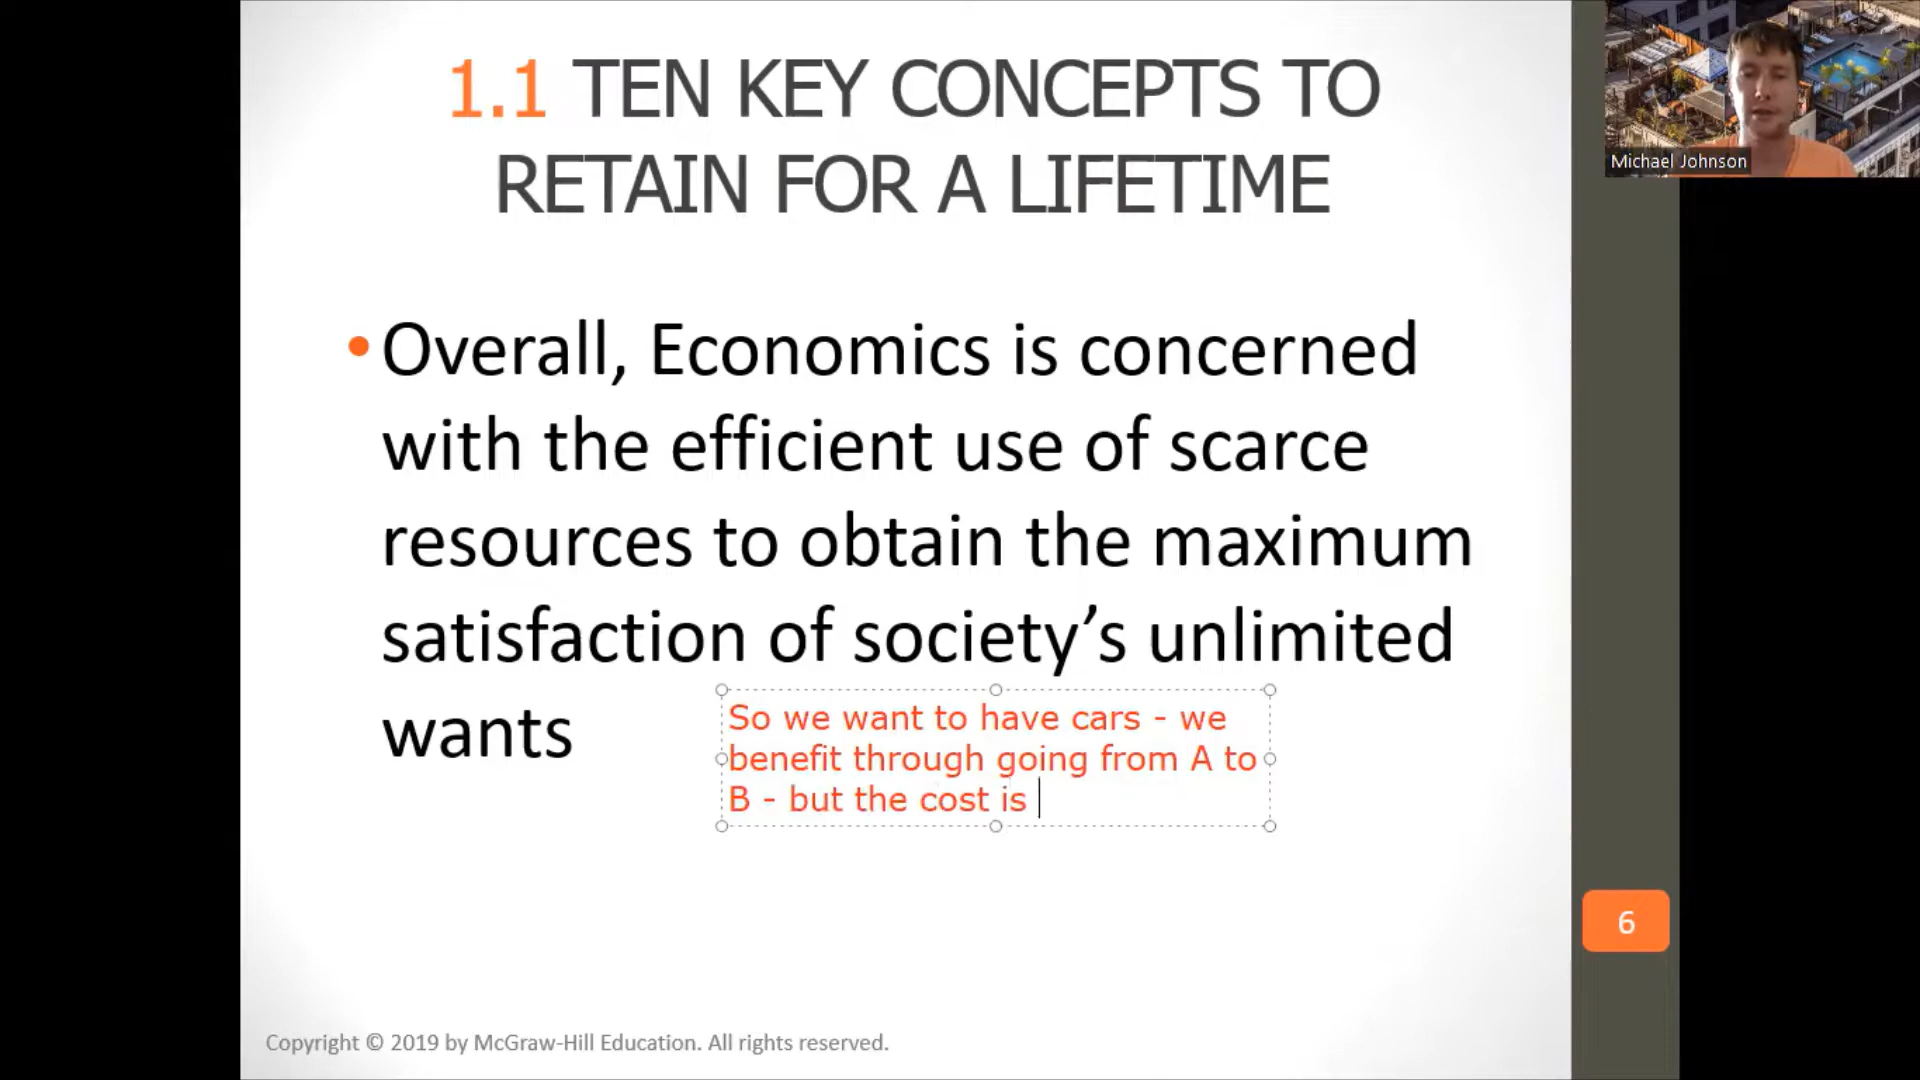 1.1 TEN KEY CONCEPTS TO
RETAIN FOR A LIFETIME
Michael Johnson
• Overall, Economics is concerned
with the efficient use of scarce
resources to obtain the maximum
satisfaction of society’s unlimited
wants
So we want to have cars - we
benefit through going from A to
B - but the cost is
6
Copyright © 2019 by McGraw-Hill Education. All rights reserved.